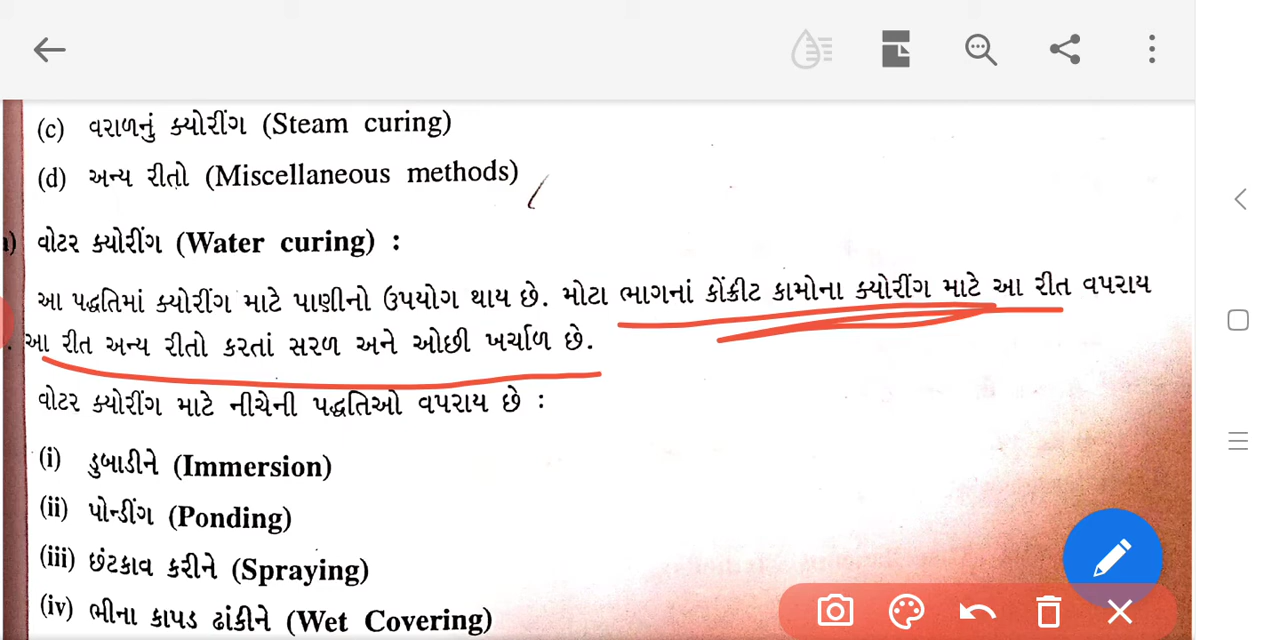 (c) વરાળનું ક્યોરીંગ (Steam curing)
(d) અન્ય રીતો (Miscellaneous methods)
a) વોટર ક્યોરીંગ (Water curing) :
આ પદ્ધતિમાં ક્યોરીંગ માટે પાણીનો ઉપયોગ થાય છે. મોટા ભાગનાં કોંક્રીટ કામોના ક્યોરીંગ માટે આ રીત વપરાય
. આ રીત અન્ય રીતો કરતાં સરળ અને ઓછી ખર્ચાળ છે.
વોટર ક્યોરીંગ માટે નીચેની પદ્ધતિઓ વપરાય છે :
(i) ડુબાડીને (Immersion)
(ii) પોન્ડીંગ (Ponding)
(iii) છંટકાવ કરીને (Spraying)
(iv) ભીના કાપડ ઢાંકીને (Wet Covering)